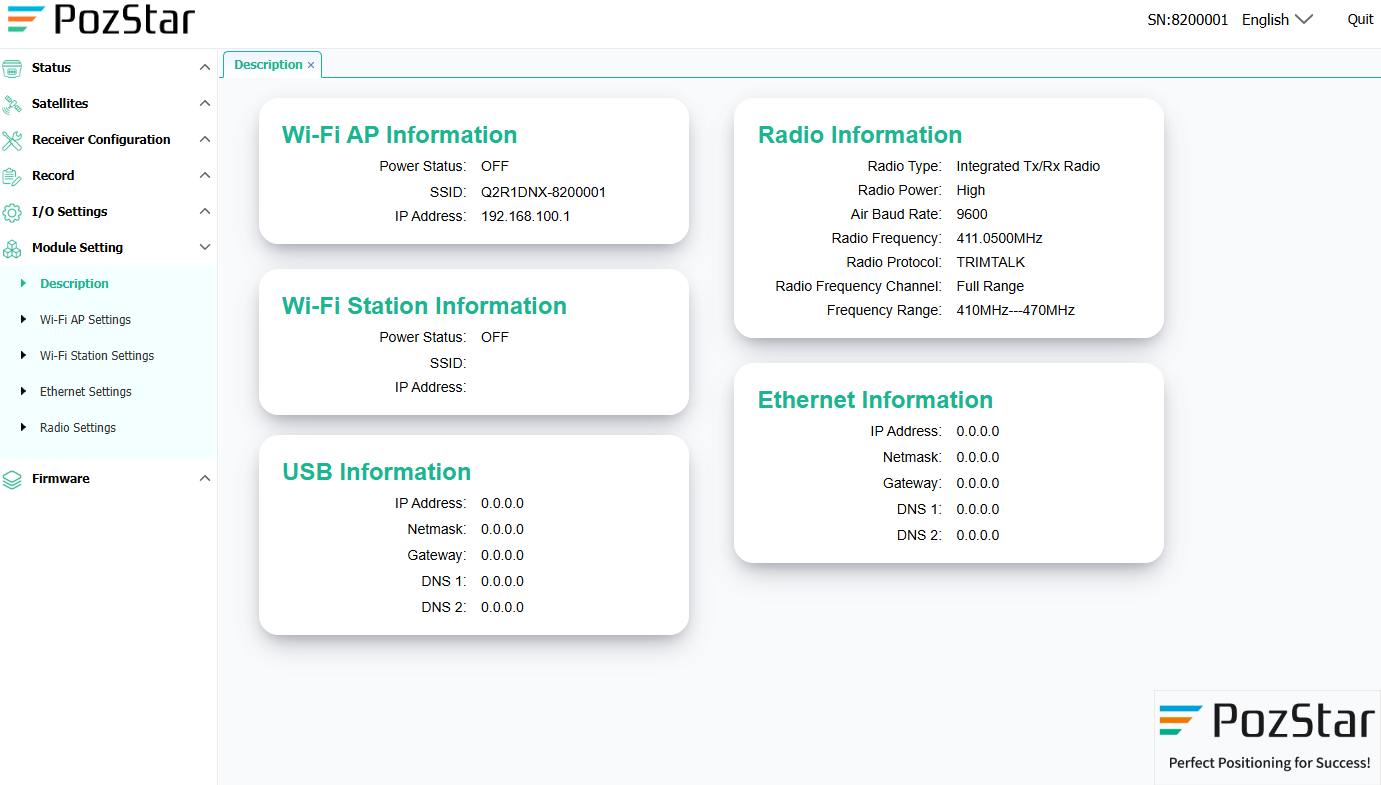 PozStar
SN:8200001 English Quit
Status
Satellites
Receiver Configuration
Record
I/O Settings
Module Setting
Description
Wi-Fi AP Settings
Wi-Fi Station Settings
Ethernet Settings
Radio Settings
Firmware
Description ×
Wi-Fi AP Information
Power Status: OFF
SSID: Q2R1DNX-8200001
IP Address: 192.168.100.1
Wi-Fi Station Information
Power Status: OFF
SSID:
IP Address:
USB Information
IP Address: 0.0.0.0
Netmask: 0.0.0.0
Gateway: 0.0.0.0
DNS 1: 0.0.0.0
DNS 2: 0.0.0.0
Radio Information
Radio Type: Integrated Tx/Rx Radio
Radio Power: High
Air Baud Rate: 9600
Radio Frequency: 411.0500MHz
Radio Protocol: TRIMTALK
Radio Frequency Channel: Full Range
Frequency Range: 410MHz---470MHz
Ethernet Information
IP Address: 0.0.0.0
Netmask: 0.0.0.0
Gateway: 0.0.0.0
DNS 1: 0.0.0.0
DNS 2: 0.0.0.0
PozStar
Perfect Positioning for Success!